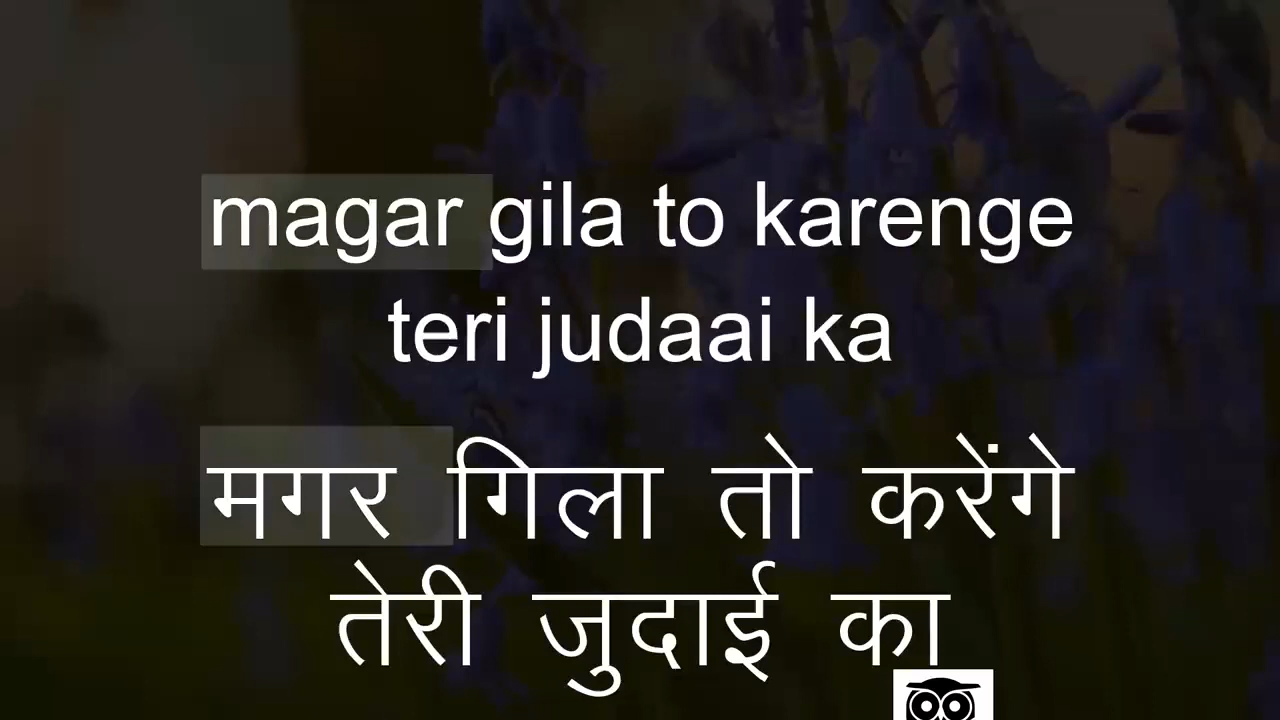 magar gila to karenge
teri judaai ka
मगर गिला तो करेंगे
तेरी जुदाई का